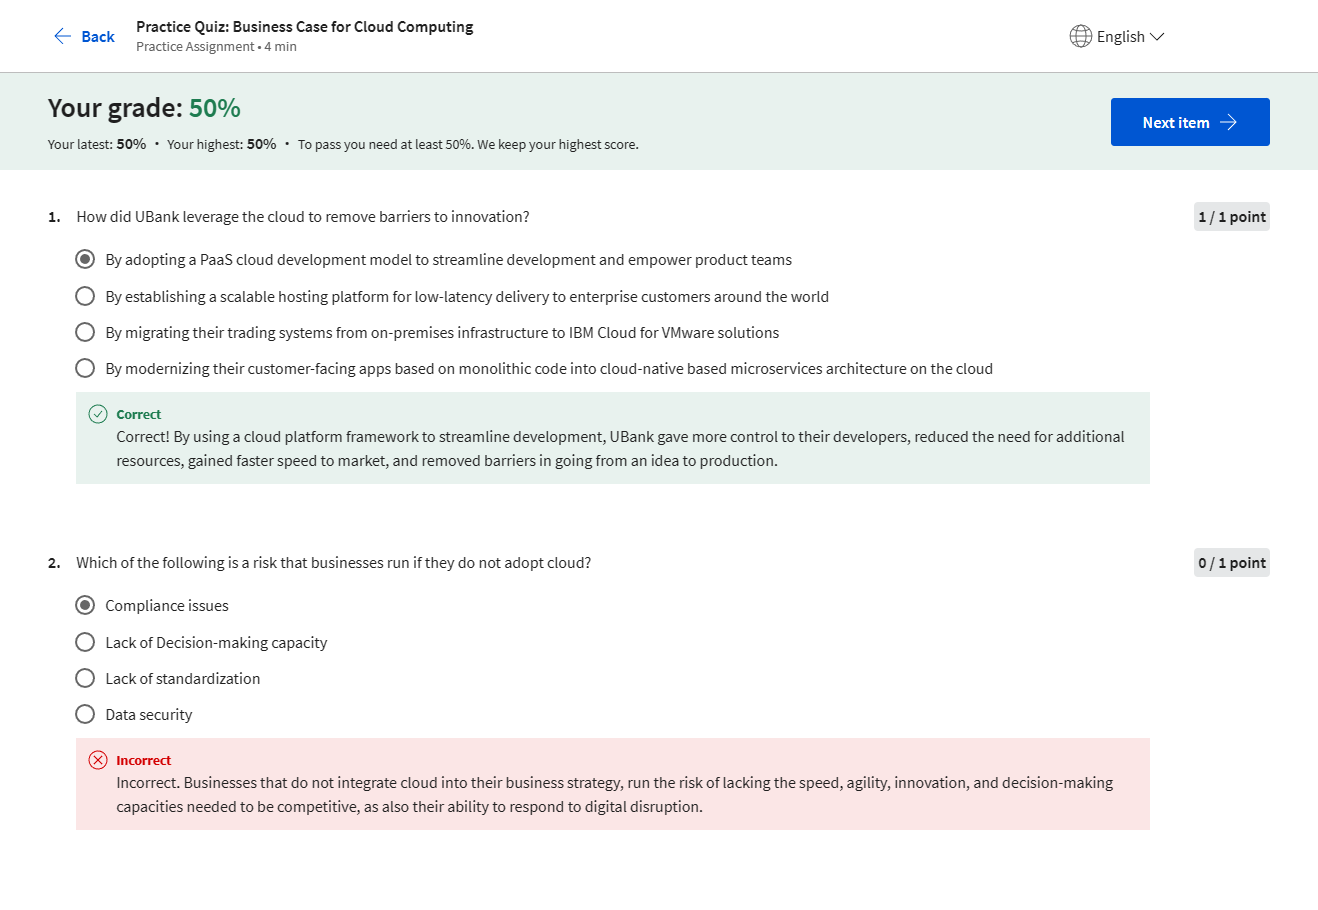 Back
Practice Quiz: Business Case for Cloud Computing
Practice Assignment • 4 min
English
Your grade: 50%
Your latest: 50% • Your highest: 50% • To pass you need at least 50%. We keep your highest score.
Next item
1. How did UBank leverage the cloud to remove barriers to innovation?
1 / 1 point
By adopting a PaaS cloud development model to streamline development and empower product teams
By establishing a scalable hosting platform for low-latency delivery to enterprise customers around the world
By migrating their trading systems from on-premises infrastructure to IBM Cloud for VMware solutions
By modernizing their customer-facing apps based on monolithic code into cloud-native based microservices architecture on the cloud
Correct
Correct! By using a cloud platform framework to streamline development, UBank gave more control to their developers, reduced the need for additional
resources, gained faster speed to market, and removed barriers in going from an idea to production.
2. Which of the following is a risk that businesses run if they do not adopt cloud?
0 / 1 point
Compliance issues
Lack of Decision-making capacity
Lack of standardization
Data security
Incorrect
Incorrect. Businesses that do not integrate cloud into their business strategy, run the risk of lacking the speed, agility, innovation, and decision-making
capacities needed to be competitive, as also their ability to respond to digital disruption.